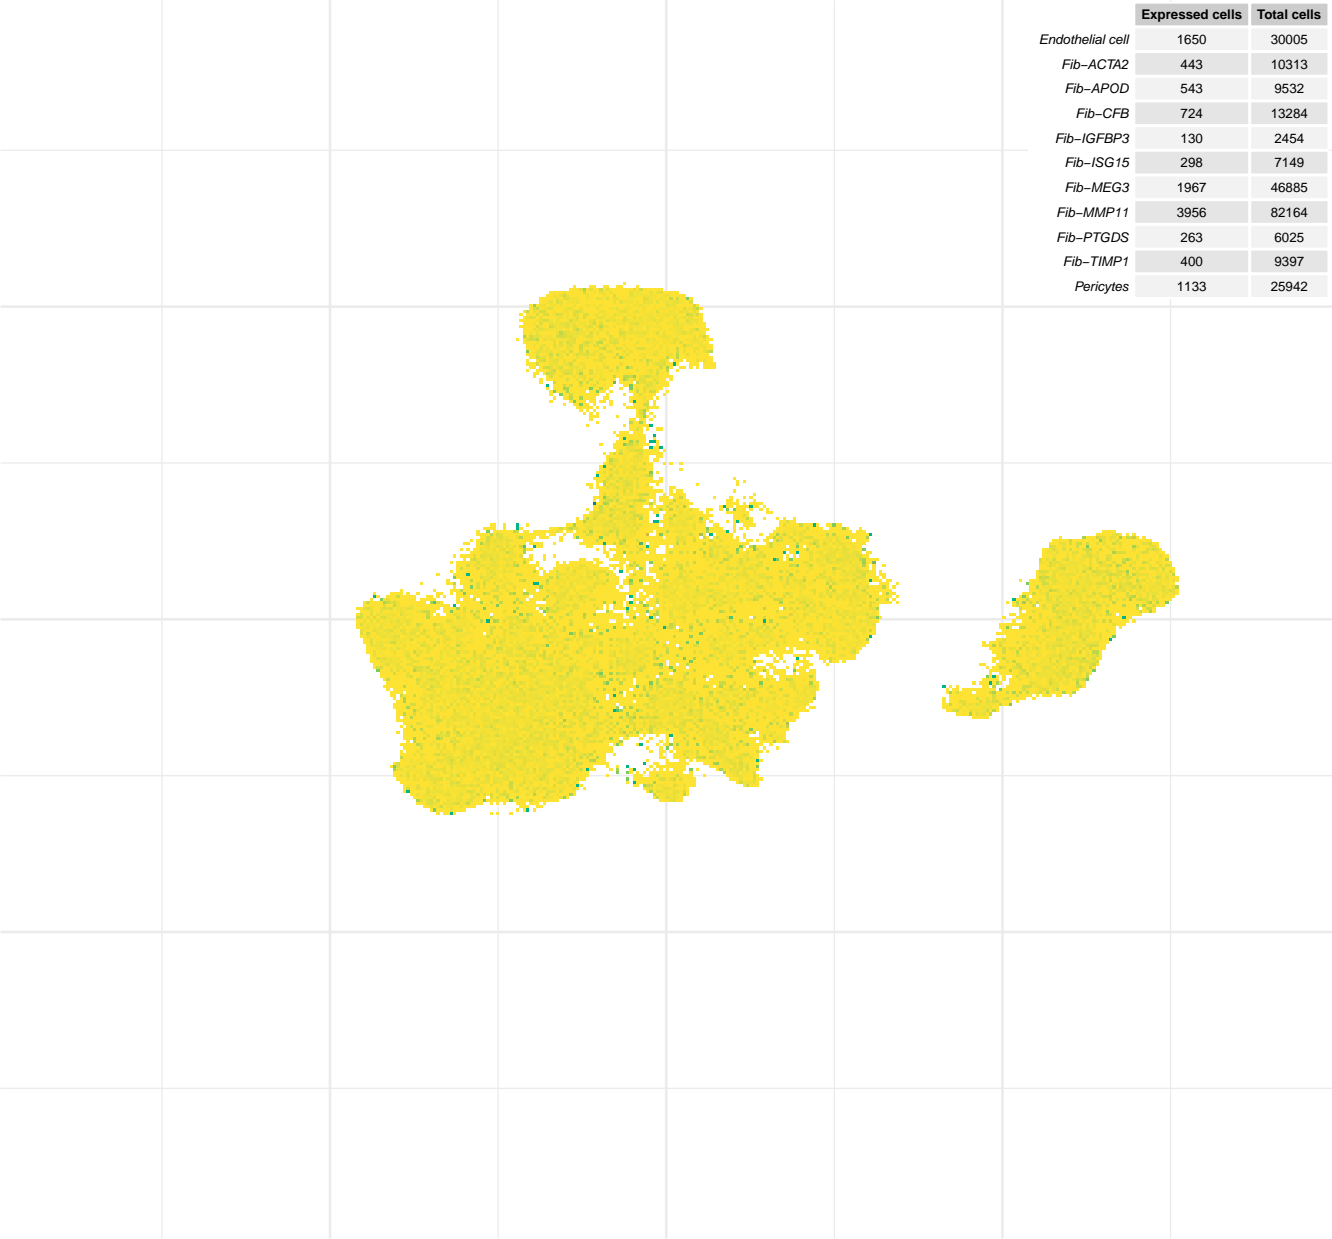 Expressed cells Total cells
Endothelial cell 1650 30005
Fib−ACTA2 443 10313
Fib−APOD 543 9532
Fib−CFB 724 13284
Fib−IGFBP3 130 2454
Fib−ISG15 298 7149
Fib−MEG3 1967 46885
Fib−MMP11 3956 82164
Fib−PTGDS 263 6025
Fib−TIMP1 400 9397
Pericytes 1133 25942